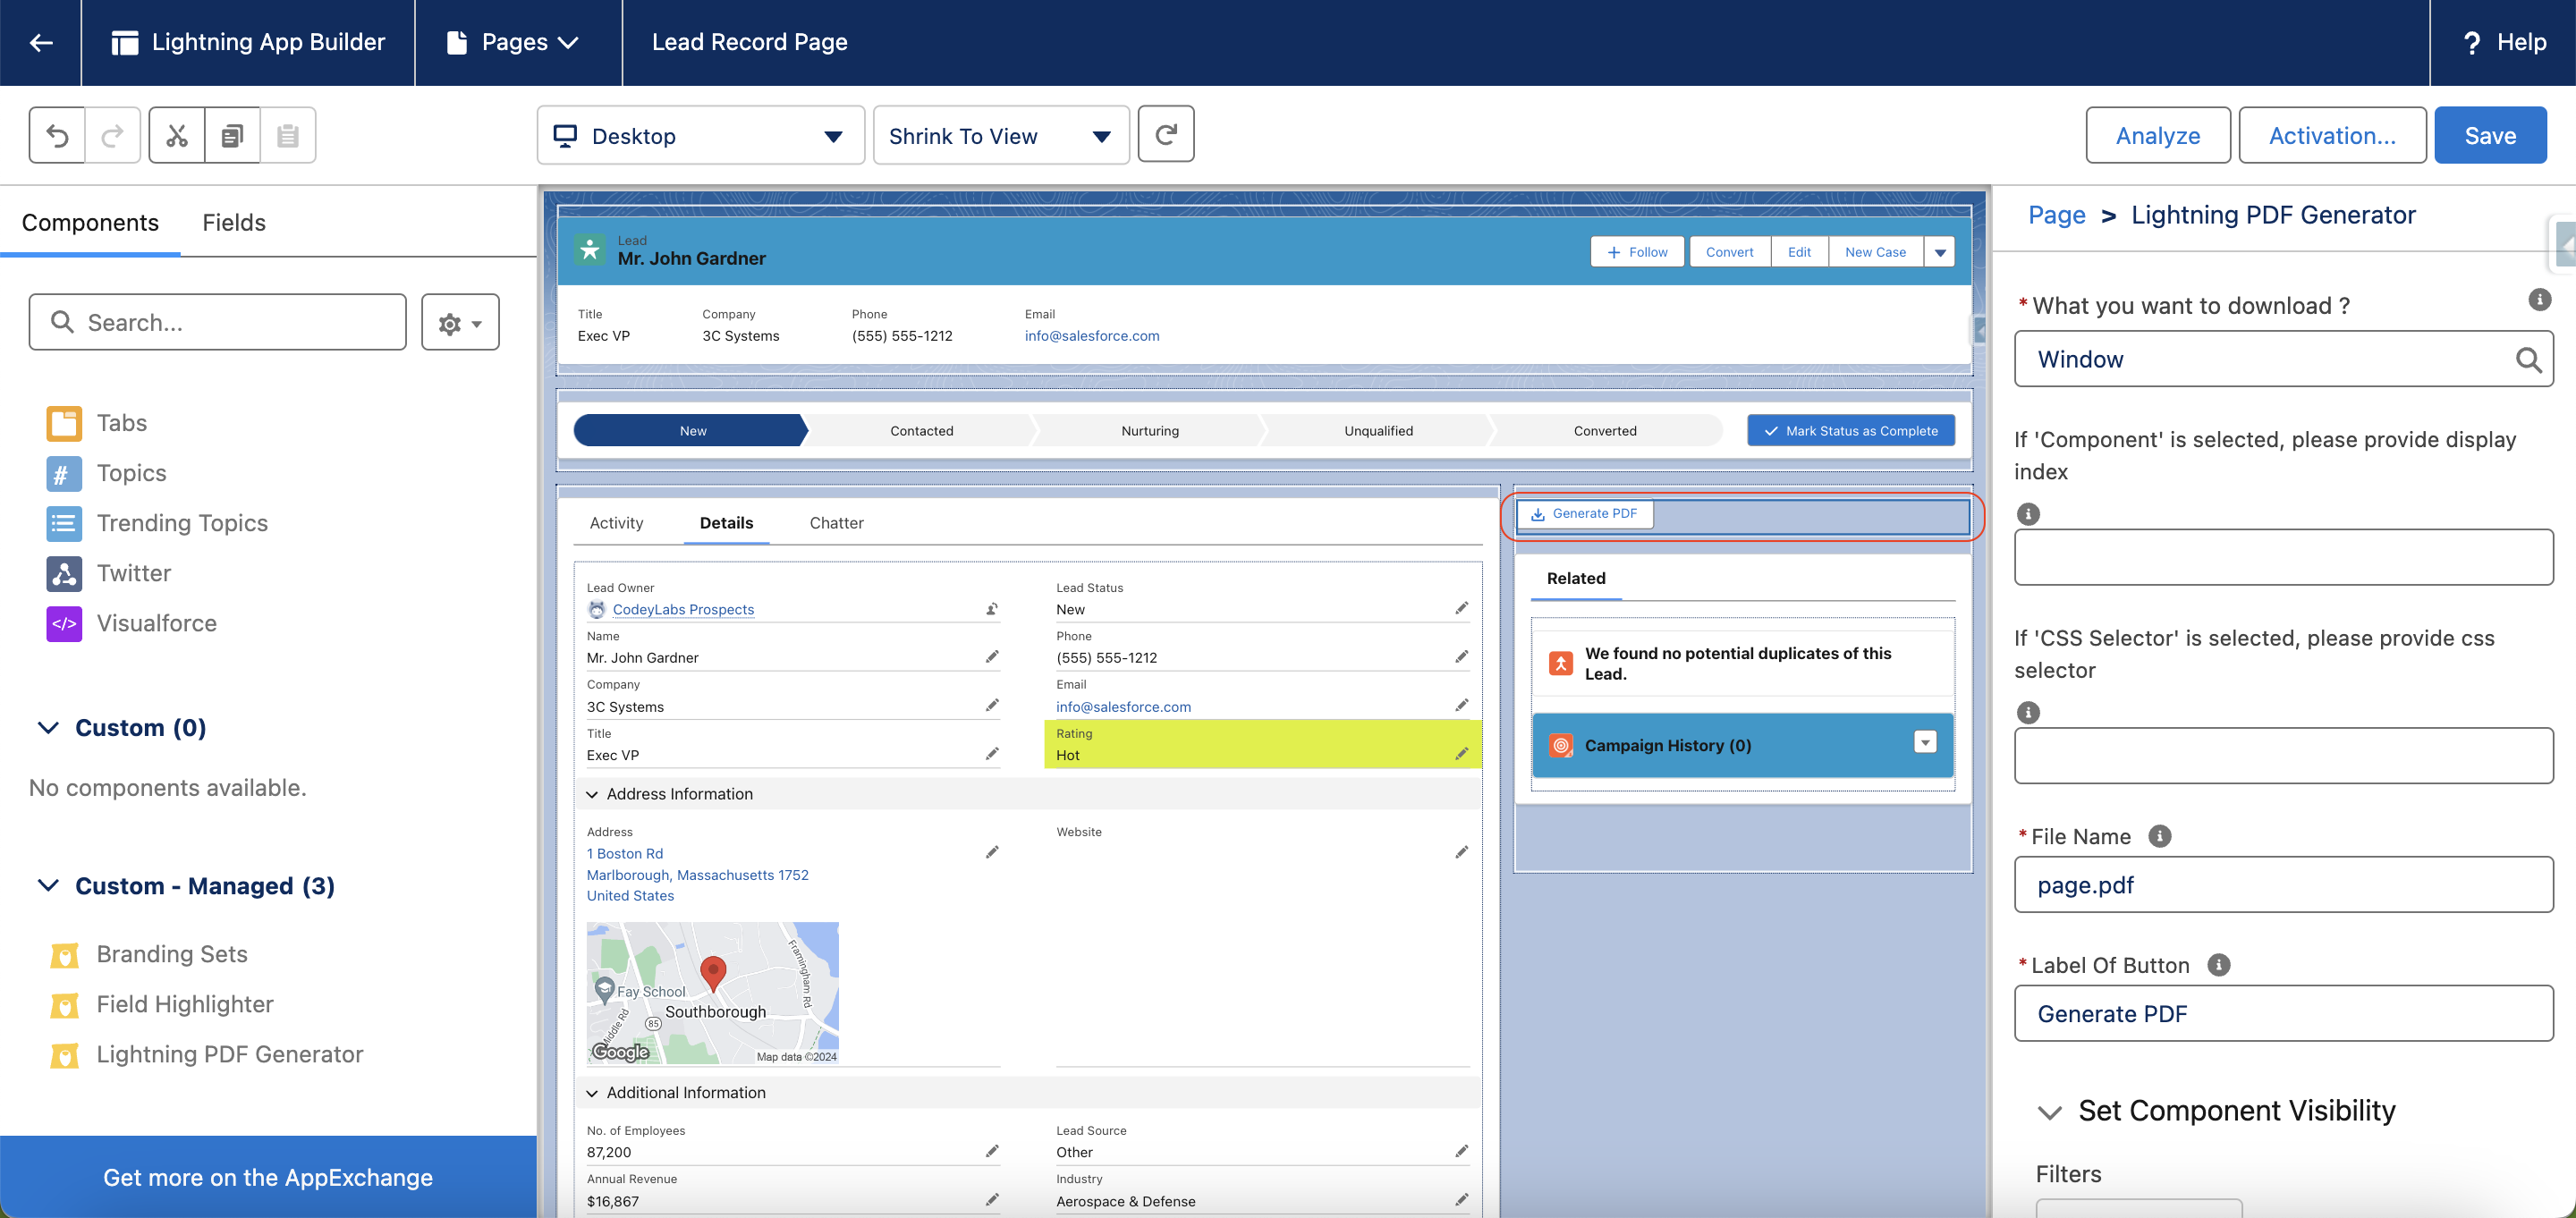 Lightning App Builder
Pages
Lead Record Page
? Help
Desktop
Shrink To View
Analyze
Activation...
Save
Components
Fields
Search...
Tabs
# Topics
Trending Topics
Twitter
</> Visualforce
Custom (0)
No components available.
Custom - Managed (3)
Branding Sets
Field Highlighter
Lightning PDF Generator
Get more on the AppExchange
Lead
Mr. John Gardner
+ Follow
Convert
Edit
New Case
Title
Company
Phone
Email
Exec VP
3C Systems
(555) 555-1212
info@salesforce.com
New
Contacted
Nurturing
Unqualified
Converted
Mark Status as Complete
Activity
Details
Chatter
Lead Owner
CodeyLabs Prospects
Lead Status
New
Name
Mr. John Gardner
Phone
(555) 555-1212
Company
3C Systems
Email
info@salesforce.com
Title
Exec VP
Rating
Hot
Address Information
Address
1 Boston Rd
Marlborough, Massachusetts 1752
United States
Website
Framingham Rd
Fay School
Southborough
85
Middle Rd
Google
Map data ©2024
Additional Information
No. of Employees
87,200
Lead Source
Other
Annual Revenue
$16,867
Industry
Aerospace & Defense
Generate PDF
Related
We found no potential duplicates of this
Lead.
Campaign History (0)
Page > Lightning PDF Generator
*What you want to download ?
Window
If 'Component' is selected, please provide display
index
If 'CSS Selector' is selected, please provide css
selector
*File Name
page.pdf
*Label Of Button
Generate PDF
Set Component Visibility
Filters